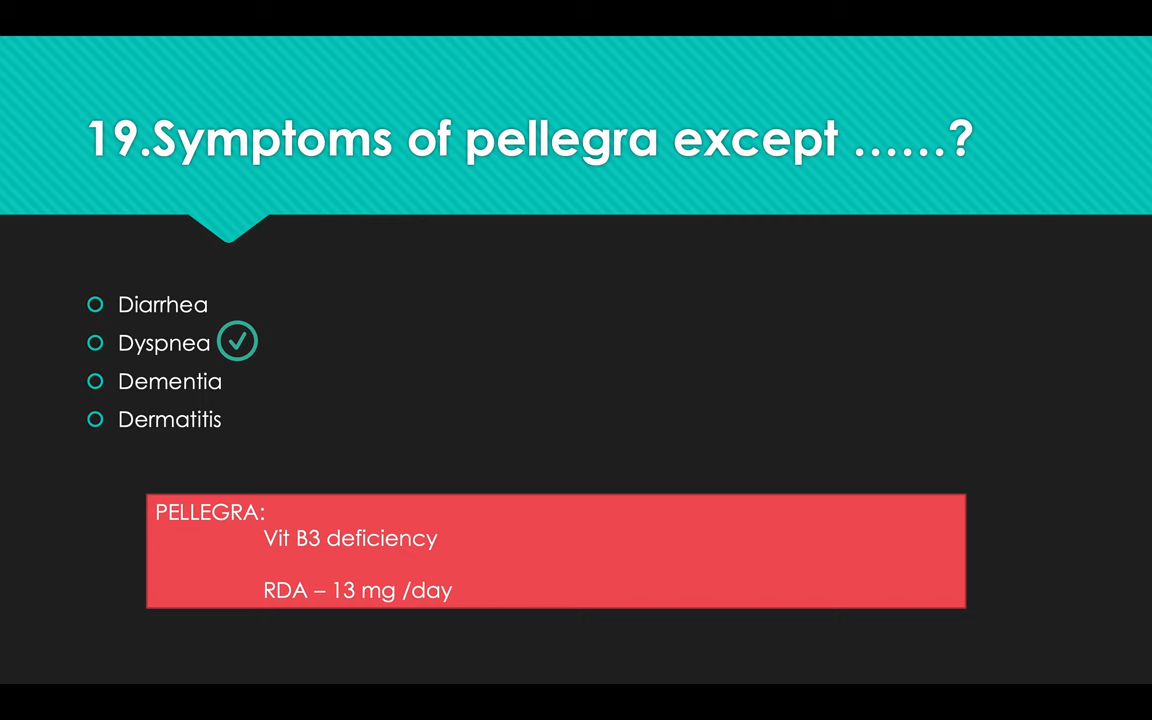 19.Symptoms of pellegra except ……?
Diarrhea
Dyspnea
Dementia
Dermatitis
PELLEGRA:
Vit B3 deficiency
RDA – 13 mg /day